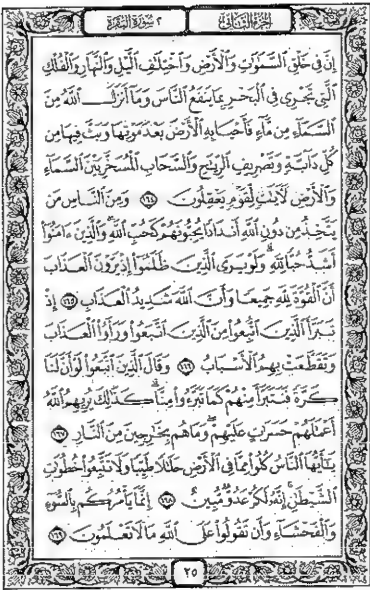 الجزء الثاني
٢ سورة البقرة
إِنَّ فِى خَلْقِ ٱلسَّمَٰوَٰتِ وَٱلْأَرْضِ وَٱخْتِلَٰفِ ٱلَّيْلِ وَٱلنَّهَارِ وَٱلْفُلْكِ
ٱلَّتِى تَجْرِى فِى ٱلْبَحْرِ بِمَا يَنفَعُ ٱلنَّاسَ وَمَآ أَنزَلَ ٱللَّهُ مِنَ
ٱلسَّمَآءِ مِن مَّآءٍ فَأَحْيَا بِهِ ٱلْأَرْضَ بَعْدَ مَوْتِهَا وَبَثَّ فِيهَا مِن
كُلِّ دَآبَّةٍ وَتَصْرِيفِ ٱلرِّيَٰحِ وَٱلسَّحَابِ ٱلْمُسَخَّرِ بَيْنَ ٱلسَّمَآءِ
وَٱلْأَرْضِ لَءَايَٰتٍ لِّقَوْمٍ يَعْقِلُونَ ١٦٤ وَمِنَ ٱلنَّاسِ مَن
يَتَّخِذُ مِن دُونِ ٱللَّهِ أَندَادًا يُحِبُّونَهُمْ كَحُبِّ ٱللَّهِ وَٱلَّذِينَ ءَامَنُوٓا۟
أَشَدُّ حُبًّا لِّلَّهِ وَلَوْ يَرَى ٱلَّذِينَ ظَلَمُوٓا۟ إِذْ يَرَوْنَ ٱلْعَذَابَ
أَنَّ ٱلْقُوَّةَ لِلَّهِ جَمِيعًا وَأَنَّ ٱللَّهَ شَدِيدُ ٱلْعَذَابِ ١٦٥ إِذْ
تَبَرَّأَ ٱلَّذِينَ ٱتُّبِعُوا۟ مِنَ ٱلَّذِينَ ٱتَّبَعُوا۟ وَرَأَوُا۟ ٱلْعَذَابَ
وَتَقَطَّعَتْ بِهِمُ ٱلْأَسْبَابُ ١٦٦ وَقَالَ ٱلَّذِينَ ٱتَّبَعُوا۟ لَوْ أَنَّ لَنَا
كَرَّةً فَنَتَبَرَّأَ مِنْهُمْ كَمَا تَبَرَّءُوا۟ مِنَّا كَذَٰلِكَ يُرِيهِمُ ٱللَّهُ
أَعْمَٰلَهُمْ حَسَرَٰتٍ عَلَيْهِمْ وَمَا هُم بِخَٰرِجِينَ مِنَ ٱلنَّارِ ١٦٧
يَٰٓأَيُّهَا ٱلنَّاسُ كُلُوا۟ مِمَّا فِى ٱلْأَرْضِ حَلَٰلًا طَيِّبًا وَلَا تَتَّبِعُوا۟ خُطُوَٰتِ
ٱلشَّيْطَٰنِ إِنَّهُۥ لَكُمْ عَدُوٌّ مُّبِينٌ ١٦٨ إِنَّمَا يَأْمُرُكُم بِٱلسُّوٓءِ
وَٱلْفَحْشَآءِ وَأَن تَقُولُوا۟ عَلَى ٱللَّهِ مَا لَا تَعْلَمُونَ ١٦٩
٢٥